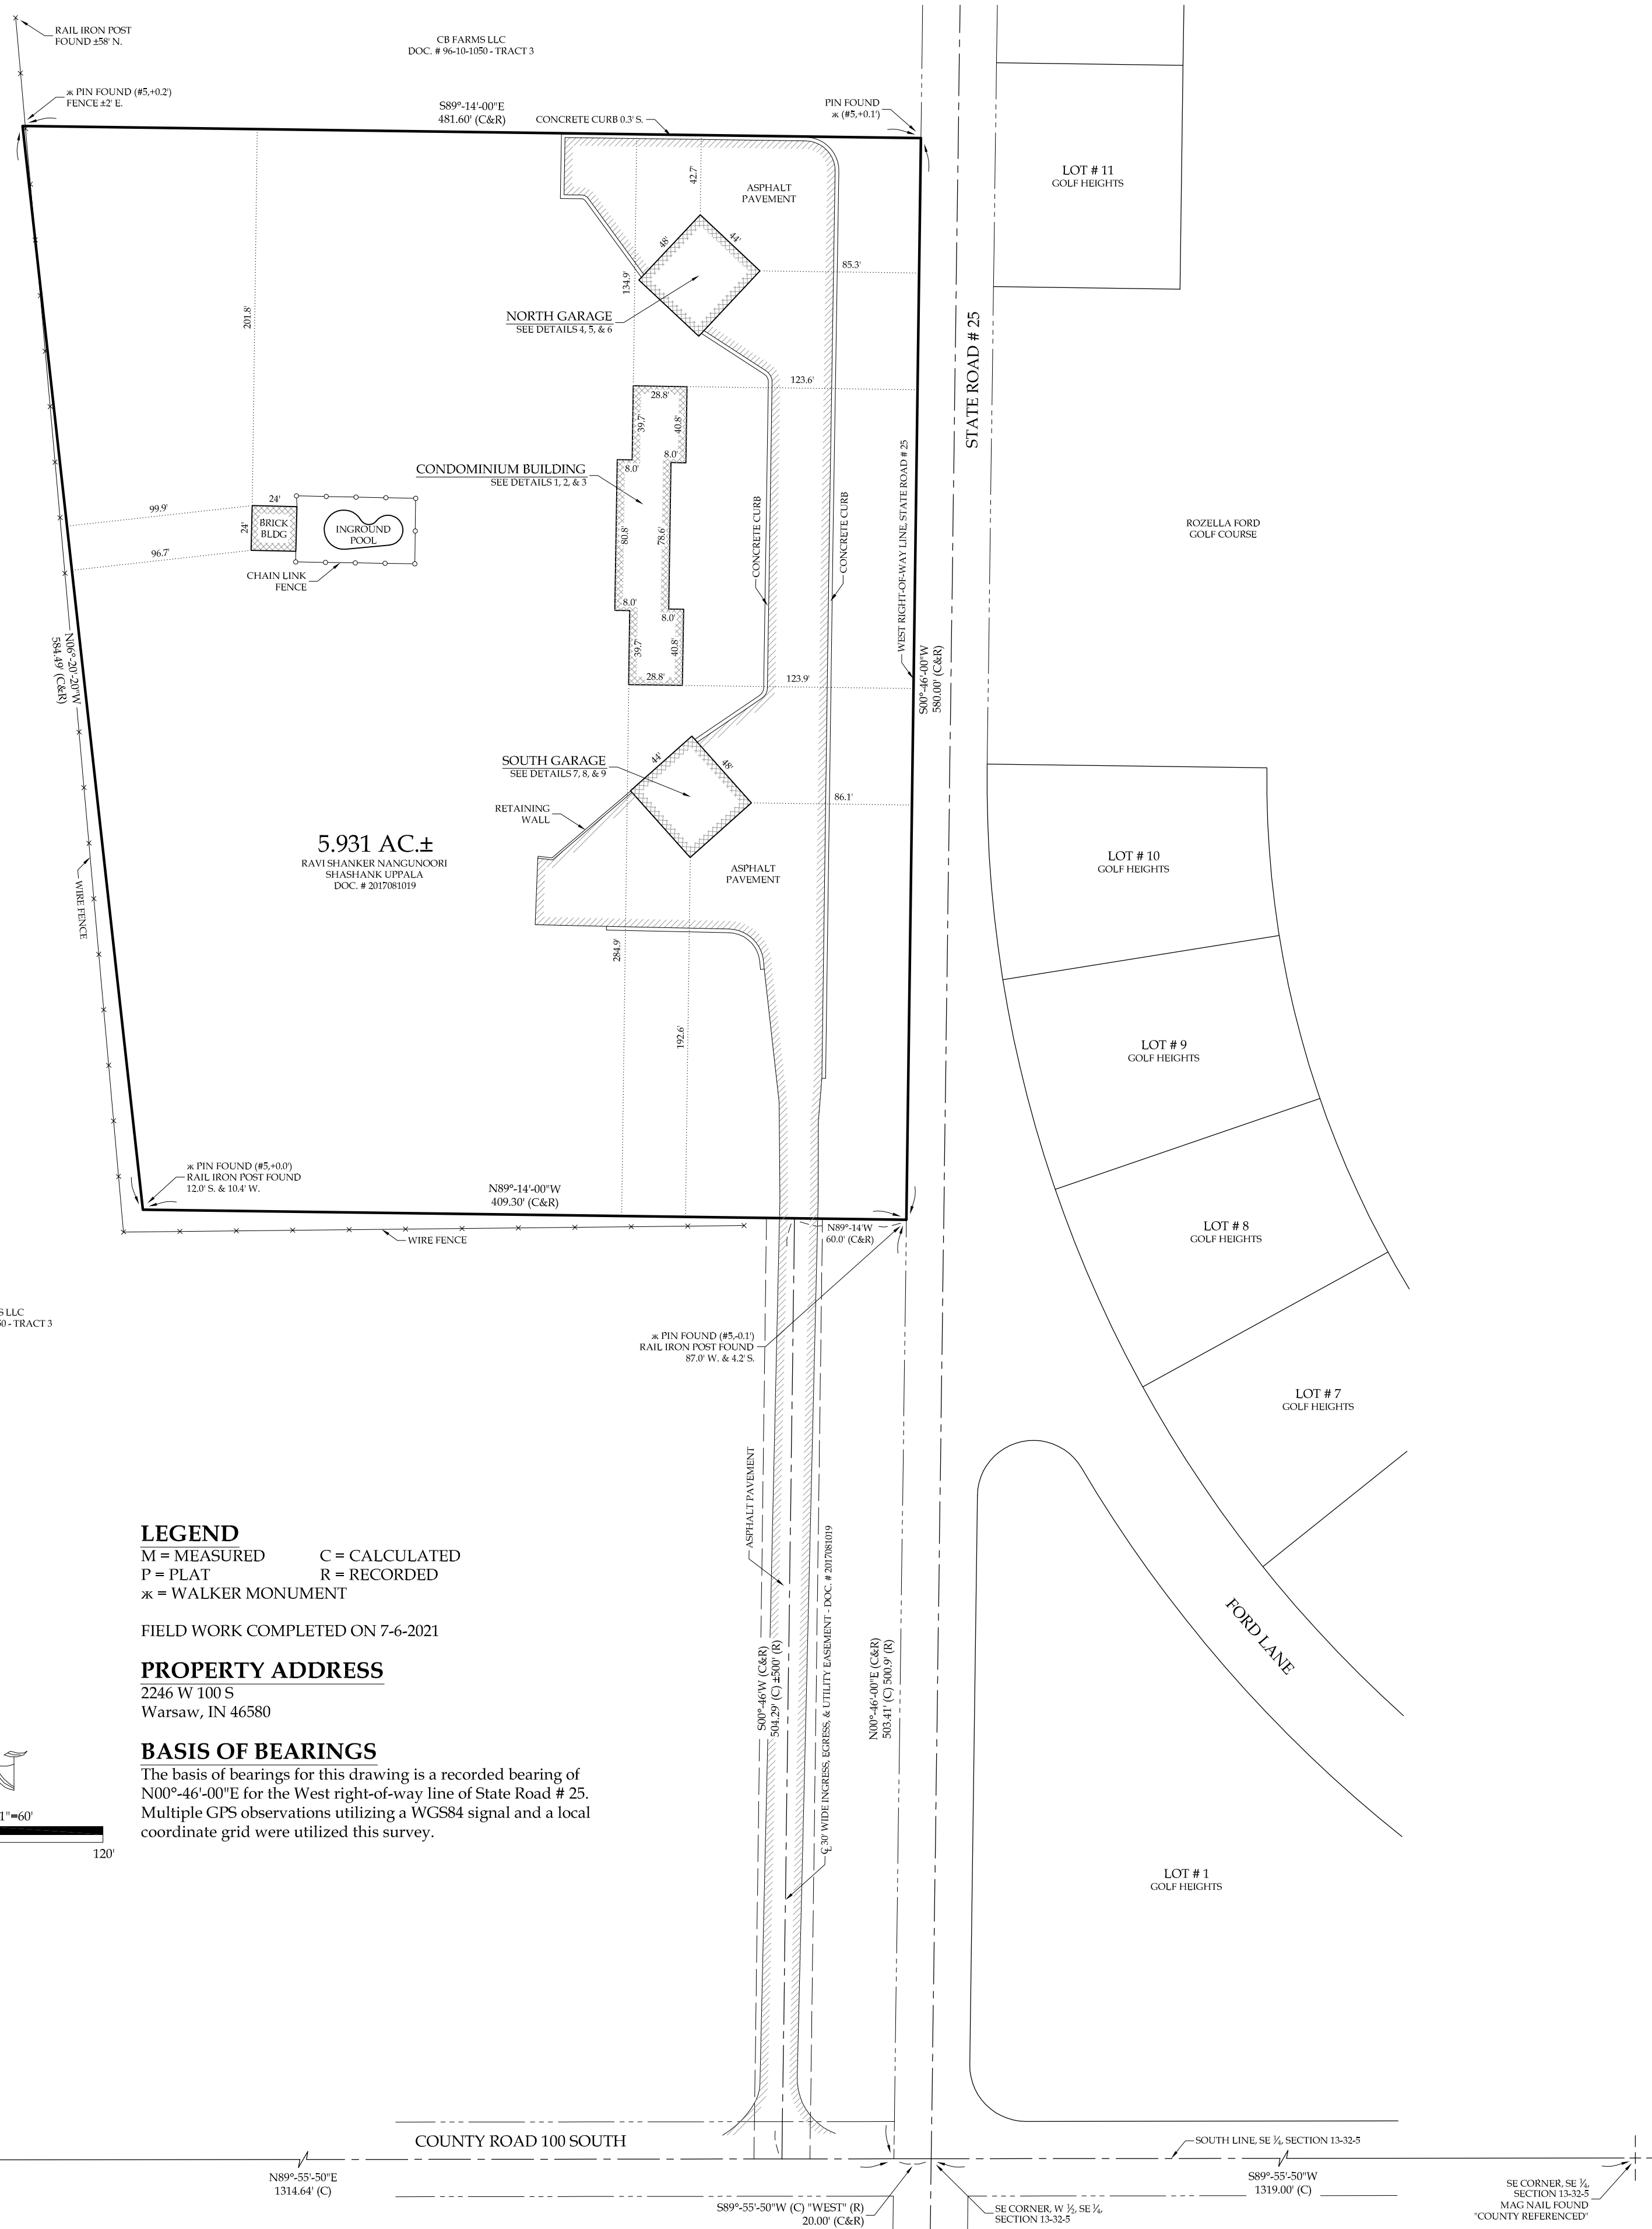 RAIL IRON POST
FOUND ±58' N.
CB FARMS LLC
DOC. # 96-10-1050 - TRACT 3
ж PIN FOUND (#5,+0.2')
FENCE ±2' E.
S89°-14'-00"E
481.60' (C&R)
CONCRETE CURB 0.3' S.
PIN FOUND
ж (#5,+0.1')
LOT # 11
GOLF HEIGHTS
42.7'
ASPHALT
PAVEMENT
48'
44'
85.3'
134.9'
201.8'
NORTH GARAGE
SEE DETAILS 4, 5, & 6
STATE ROAD # 25
123.6'
28.8'
39.7'
40.8'
8.0'
8.0'
CONDOMINIUM BUILDING
SEE DETAILS 1, 2, & 3
99.9'
24'
24'
BRICK
BLDG
INGROUND
POOL
96.7'
CHAIN LINK
FENCE
80.8'
78.6'
CONCRETE CURB
CONCRETE CURB
WEST RIGHT-OF-WAY LINE, STATE ROAD # 25
ROZELLA FORD
GOLF COURSE
8.0'
8.0'
39.7'
40.8'
28.8'
123.9'
N06°-20'-20"W
584.49' (C&R)
S00°-46'-00"W
580.00' (C&R)
SOUTH GARAGE
SEE DETAILS 7, 8, & 9
44'
48'
86.1'
RETAINING
WALL
5.931 AC.±
RAVI SHANKER NANGUNOORI
SHASHANK UPPALA
DOC. # 2017081019
ASPHALT
PAVEMENT
LOT # 10
GOLF HEIGHTS
WIRE FENCE
284.9'
192.6'
LOT # 9
GOLF HEIGHTS
ж PIN FOUND (#5,+0.0')
RAIL IRON POST FOUND
12.0' S. & 10.4' W.
N89°-14'-00"W
409.30' (C&R)
N89°-14'W
60.0' (C&R)
WIRE FENCE
LOT # 8
GOLF HEIGHTS
S LLC
50 - TRACT 3
ж PIN FOUND (#5,-0.1')
RAIL IRON POST FOUND
87.0' W. & 4.2' S.
LOT # 7
GOLF HEIGHTS
ASPHALT PAVEMENT
LEGEND
M = MEASURED C = CALCULATED
P = PLAT R = RECORDED
ж = WALKER MONUMENT
FIELD WORK COMPLETED ON 7-6-2021
PROPERTY ADDRESS
2246 W 100 S
Warsaw, IN 46580
BASIS OF BEARINGS
The basis of bearings for this drawing is a recorded bearing of
N00°-46'-00"E for the West right-of-way line of State Road # 25.
Multiple GPS observations utilizing a WGS84 signal and a local
coordinate grid were utilized this survey.
1"=60'
120'
S00°-46'W (C&R)
504.29' (C) ±500' (R)
℄ 30' WIDE INGRESS, EGRESS, & UTILITY EASEMENT - DOC. # 2017081019
N00°-46'-00"E (C&R)
503.41' (C) 500.9' (R)
FORD LANE
LOT # 1
GOLF HEIGHTS
COUNTY ROAD 100 SOUTH
SOUTH LINE, SE ¼, SECTION 13-32-5
N89°-55'-50"E
1314.64' (C)
S89°-55'-50"W
1319.00' (C)
S89°-55'-50"W (C) "WEST" (R)
20.00' (C&R)
SE CORNER, W ½, SE ¼,
SECTION 13-32-5
SE CORNER, SE ¼,
SECTION 13-32-5
MAG NAIL FOUND
"COUNTY REFERENCED"